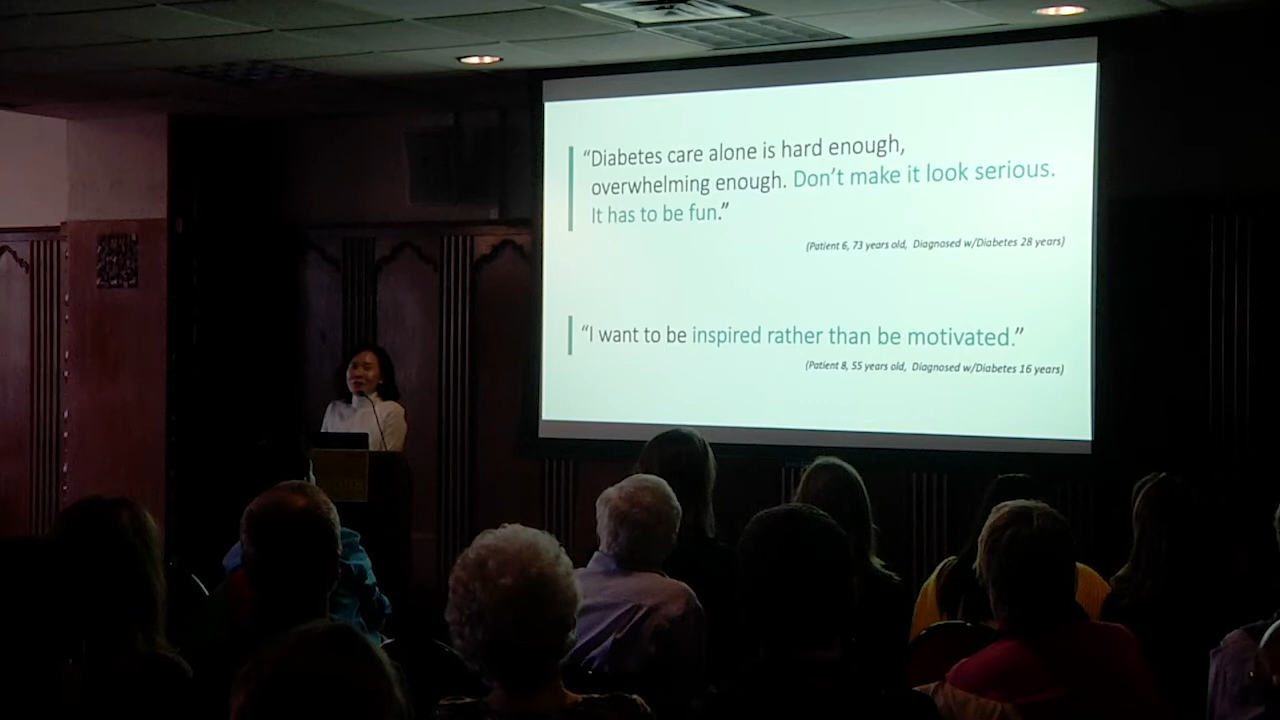 “Diabetes care alone is hard enough,
overwhelming enough. Don’t make it look serious.
It has to be fun.”
(Patient 6, 73 years old, Diagnosed w/Diabetes 28 years)
“I want to be inspired rather than be motivated.”
(Patient 8, 55 years old, Diagnosed w/Diabetes 16 years)